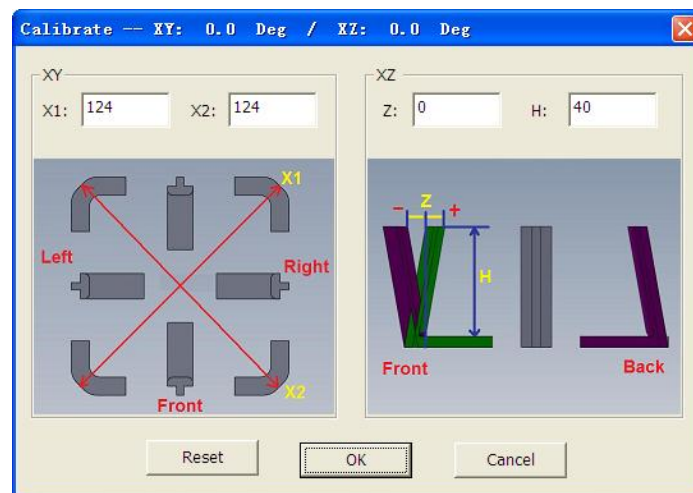 Calibrate -- XY: 0.0 Deg / XZ: 0.0 Deg
XY
X1: 124 X2: 124
XZ
Z: 0 H: 40
X1
Left
Right
X2
Front
- Z +
H
Front
Back
Reset
OK
Cancel